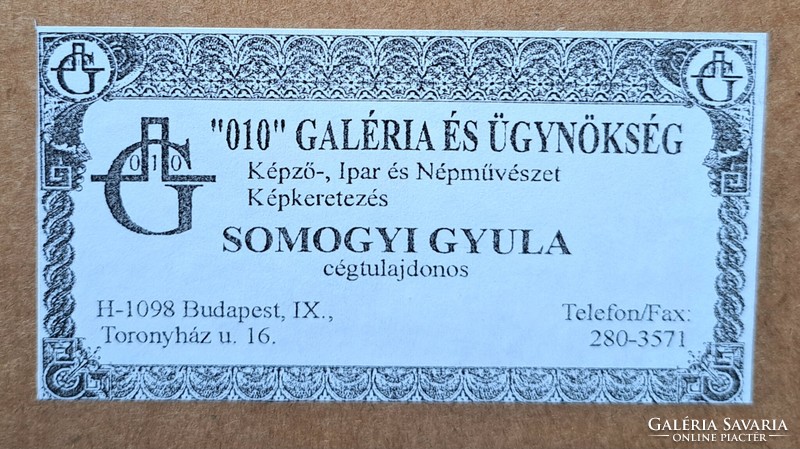 "010" GALÉRIA ÉS ÜGYNÖKSÉG
010
Képző-, Ipar és Népművészet
Képkeretezés
SOMOGYI GYULA
cégtulajdonos
H-1098 Budapest, IX.,
Toronyház u. 16.
Telefon/Fax:
280-3571
GALÉRIA SAVARIA
ONLINE PIACTÉR